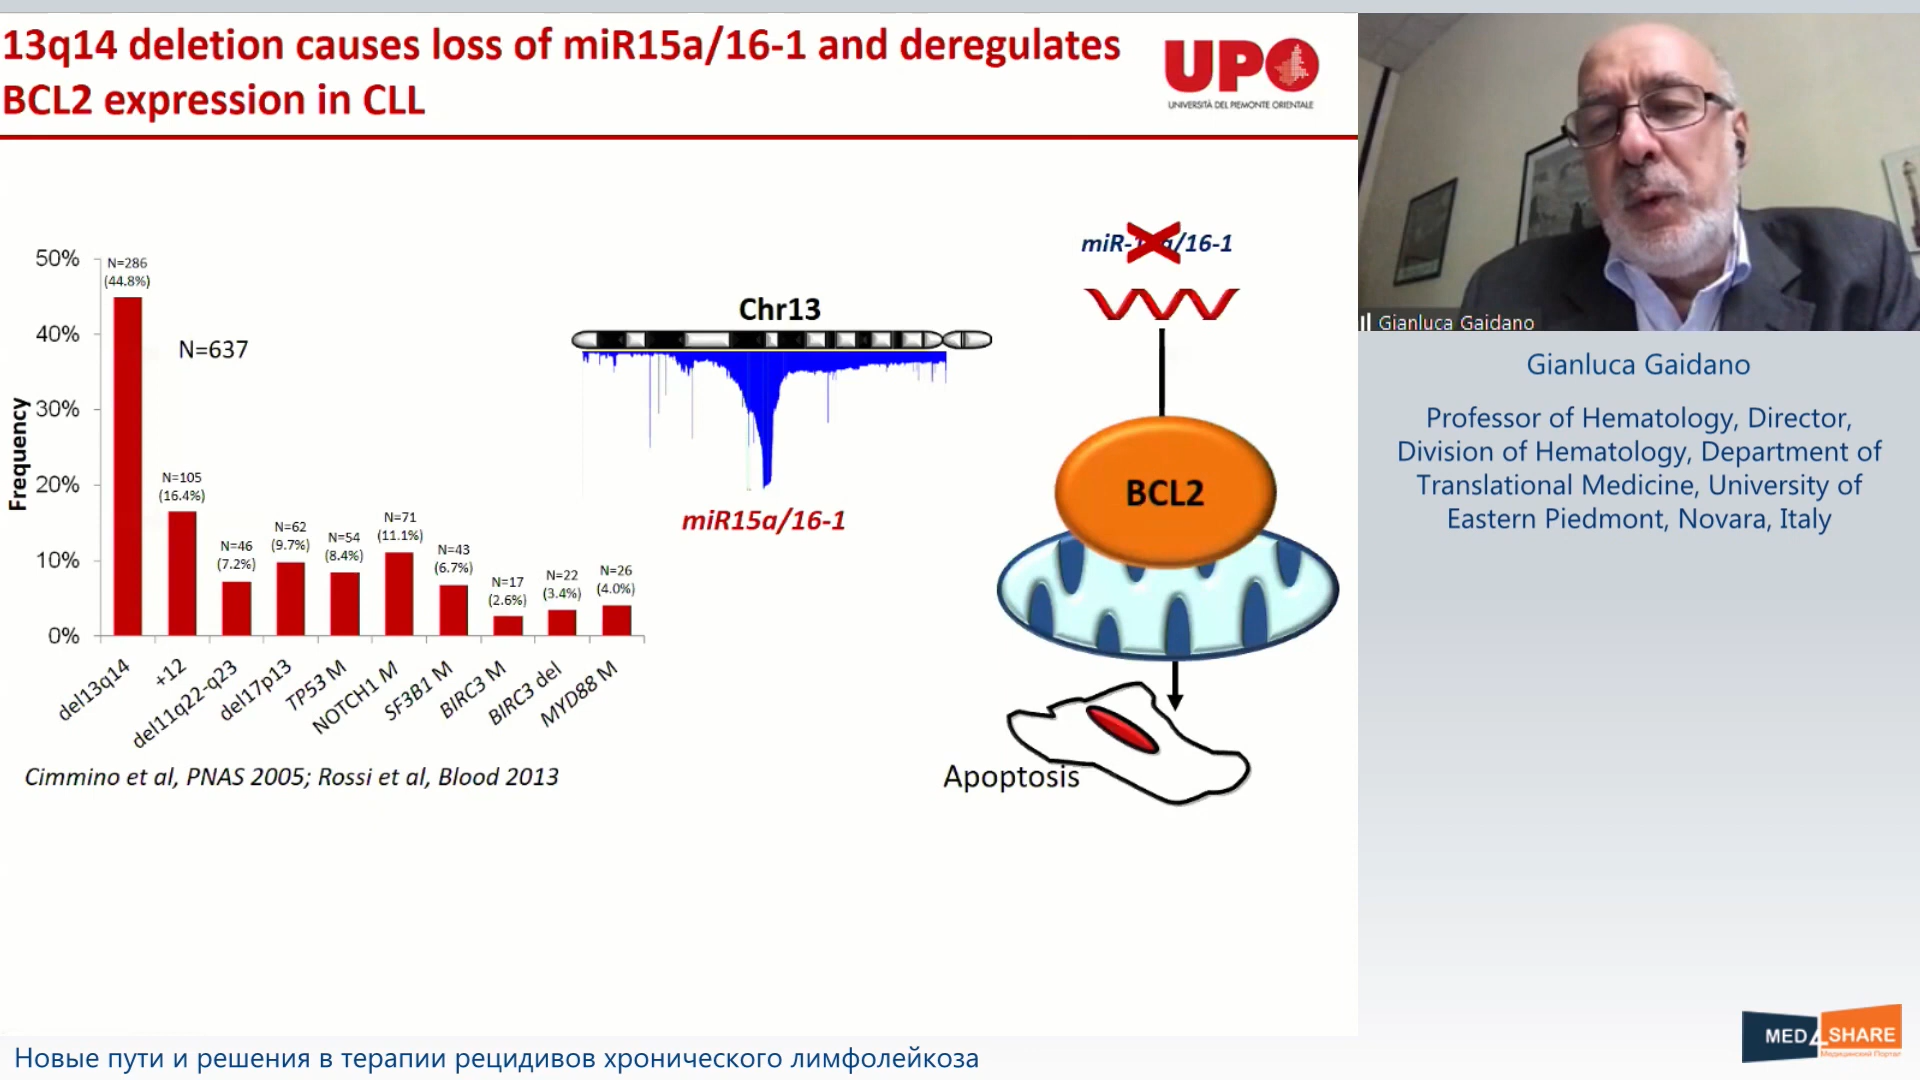 13q14 deletion causes loss of miR15a/16-1 and deregulates
BCL2 expression in CLL
UPO
UNIVERSITÀ DEL PIEMONTE ORIENTALE
Frequency
50%
40%
30%
20%
10%
0%
N=637
N=286
(44.8%)
N=105
(16.4%)
N=46
(7.2%)
N=62
(9.7%)
N=54
(8.4%)
N=71
(11.1%)
N=43
(6.7%)
N=17
(2.6%)
N=22
(3.4%)
N=26
(4.0%)
del13q14
+12
del11q22-q23
del17p13
TP53 M
NOTCH1 M
SF3B1 M
BIRC3 M
BIRC3 del
MYD88 M
Cimmino et al, PNAS 2005; Rossi et al, Blood 2013
Chr13
miR15a/16-1
miR-15a/16-1
BCL2
Apoptosis
Gianluca Gaidano
Gianluca Gaidano
Professor of Hematology, Director,
Division of Hematology, Department of
Translational Medicine, University of
Eastern Piedmont, Novara, Italy
MED4SHARE
Медицинский Портал
Новые пути и решения в терапии рецидивов хронического лимфолейкоза